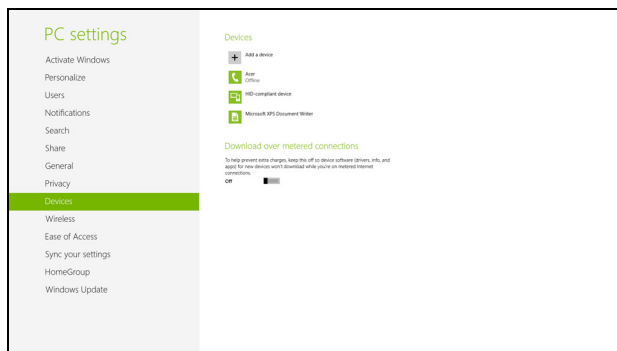 PC settings
Activate Windows
Personalize
Users
Notifications
Search
Share
General
Privacy
Devices
Wireless
Ease of Access
Sync your settings
HomeGroup
Windows Update
Devices
Add a device
Acer
Offline
HID-compliant device
Microsoft XPS Document Writer
Download over metered connections
To help prevent extra charges, keep this off so device software (drivers, info, and
apps) for new devices won't download while you're on metered Internet
connections.
Off